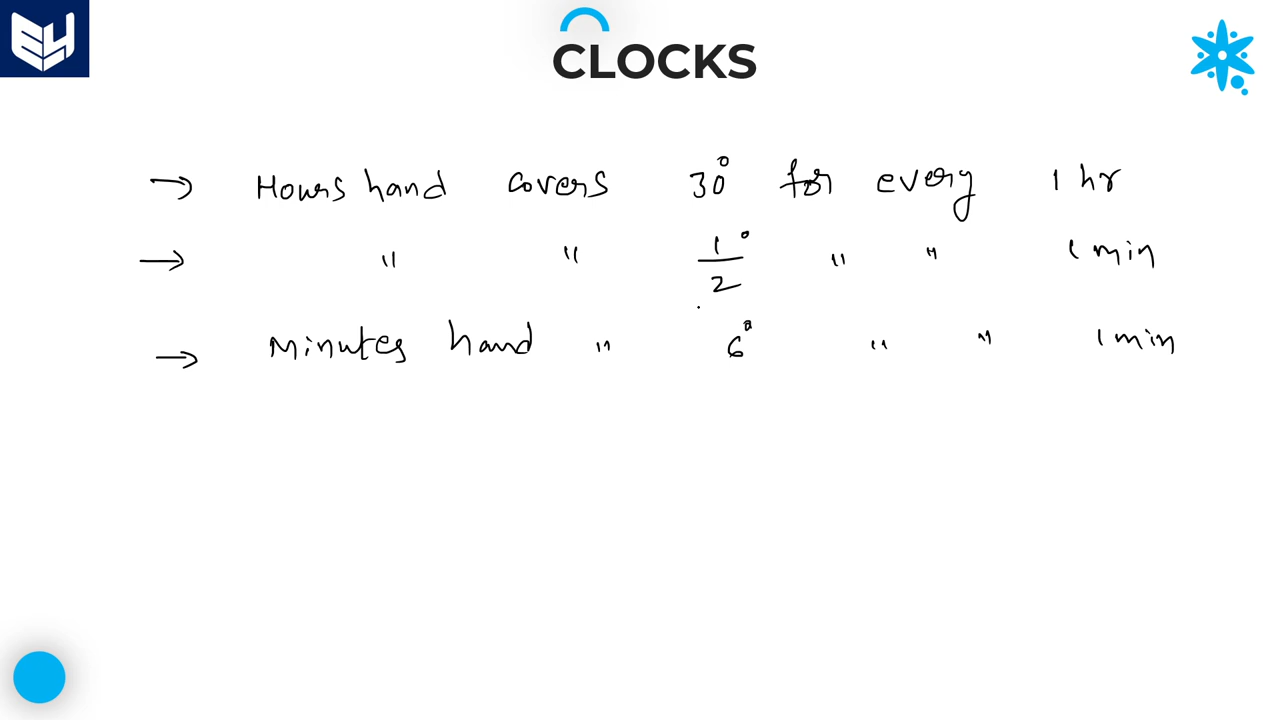 CLOCKS
→ Hours hand covers 30° for every 1 hr
→ " " 1/2° " " 1 min
→ Minutes hand " 6° " " 1 min